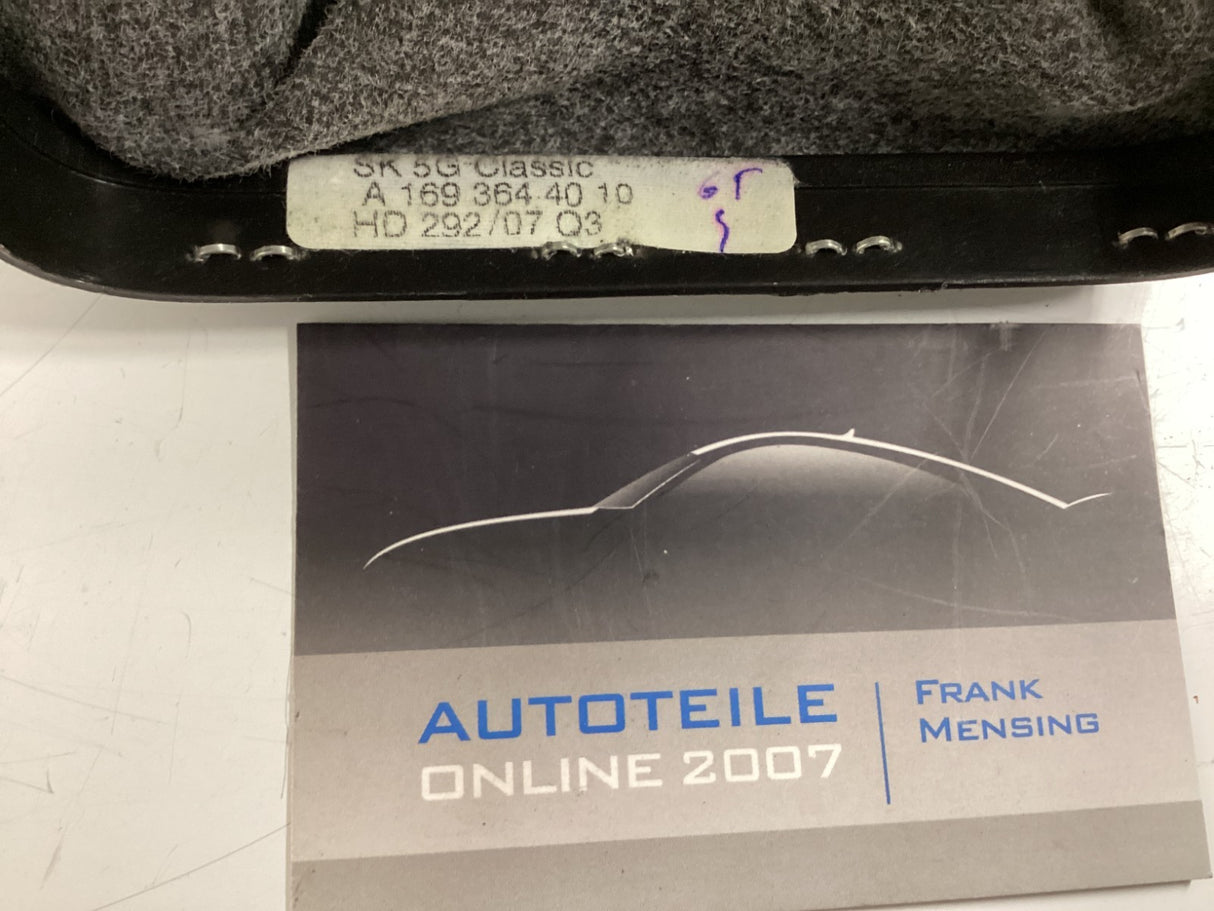 SK 5G Classic
A 169 364 40 10
HD 292/07 Q3
AUTOTEILE
ONLINE 2007
FRANK
MENSING